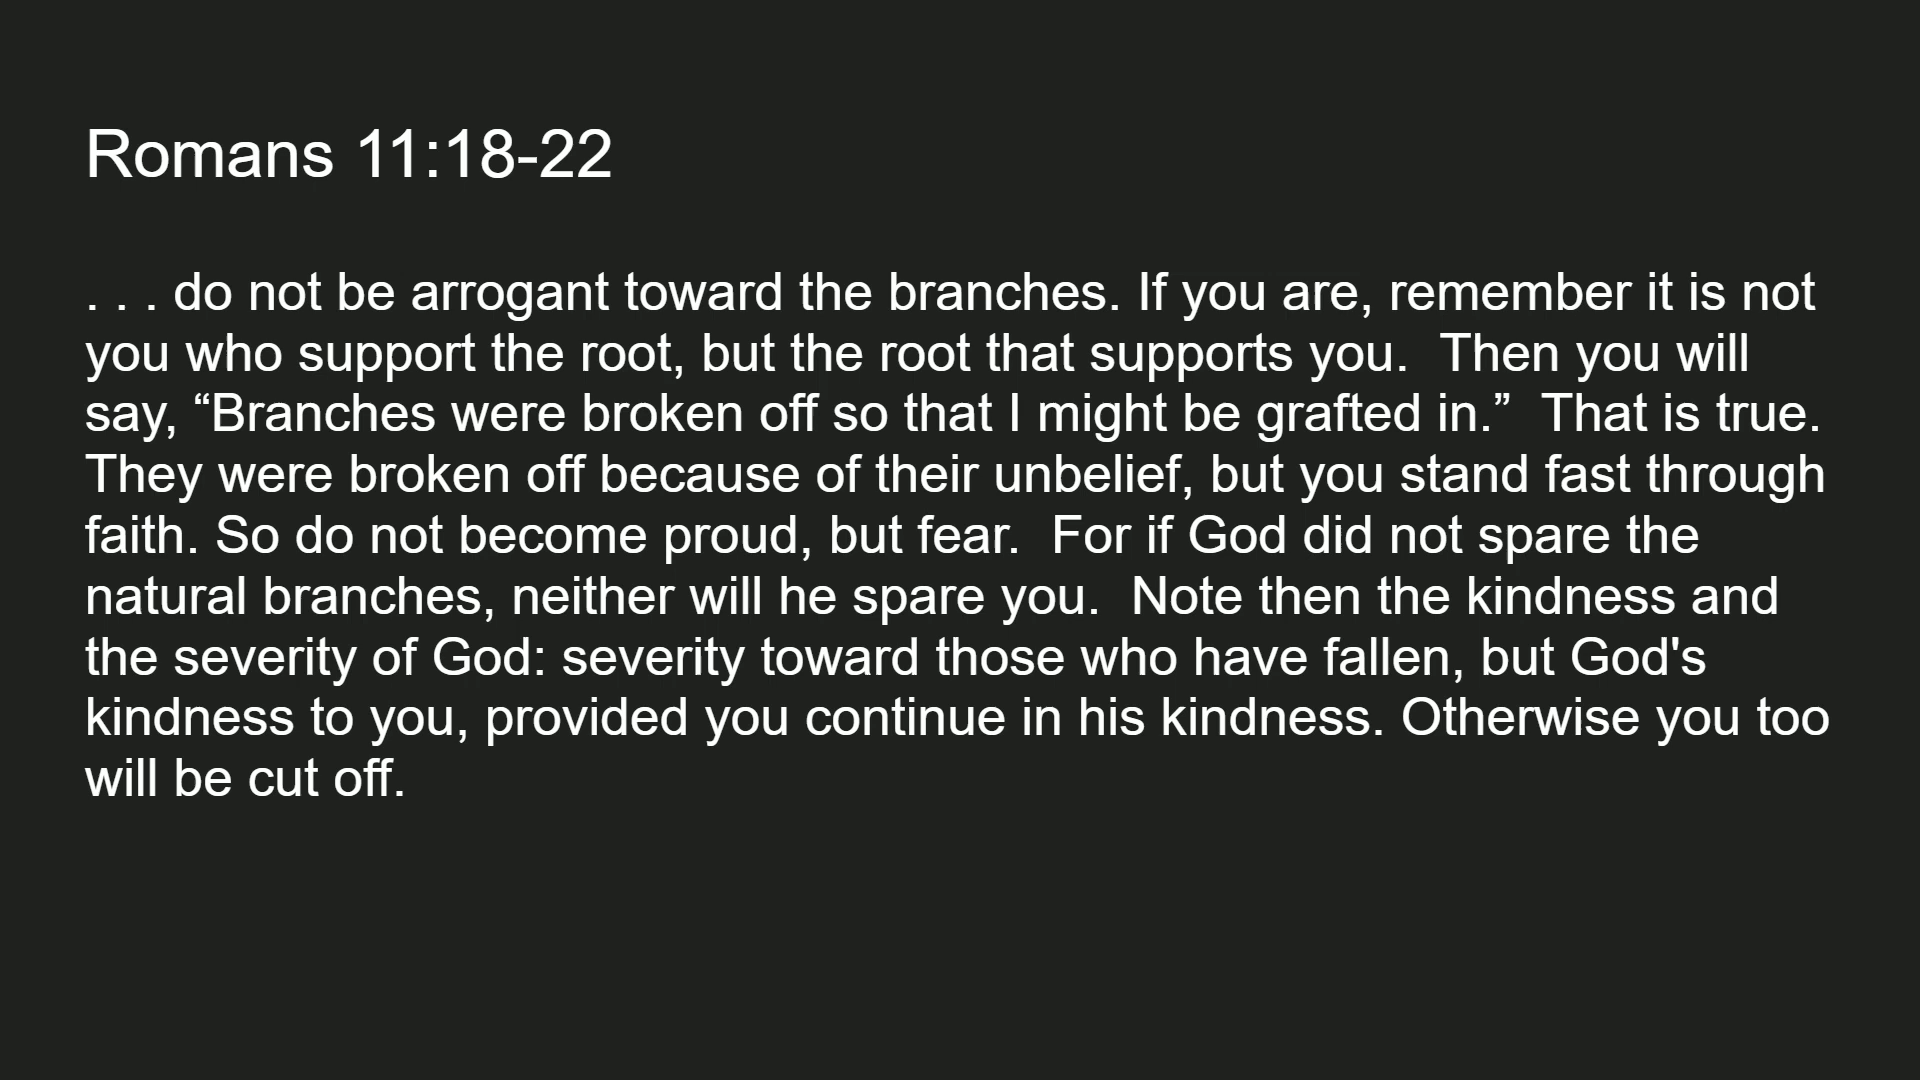 Romans 11:18-22
. . . do not be arrogant toward the branches. If you are, remember it is not
you who support the root, but the root that supports you.  Then you will
say, “Branches were broken off so that I might be grafted in.”  That is true.
They were broken off because of their unbelief, but you stand fast through
faith. So do not become proud, but fear.  For if God did not spare the
natural branches, neither will he spare you.  Note then the kindness and
the severity of God: severity toward those who have fallen, but God's
kindness to you, provided you continue in his kindness. Otherwise you too
will be cut off.